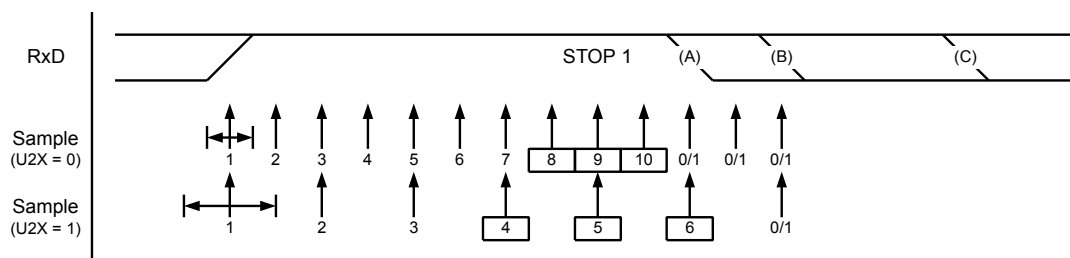 RxD STOP 1 (A) (B) (C)
Sample
(U2X = 0)
1 2 3 4 5 6 7 8 9 10 0/1 0/1 0/1
Sample
(U2X = 1)
1 2 3 4 5 6 0/1